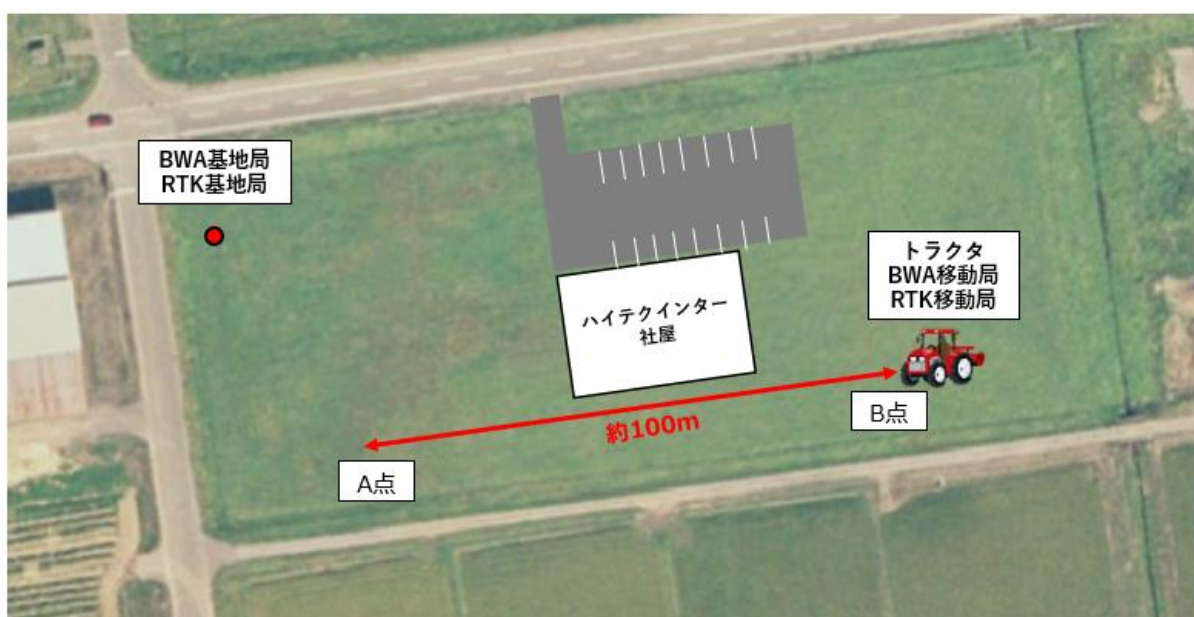 BWA基地局
RTK基地局
ハイテクインター
社屋
トラクタ
BWA移動局
RTK移動局
約100m
A点
B点